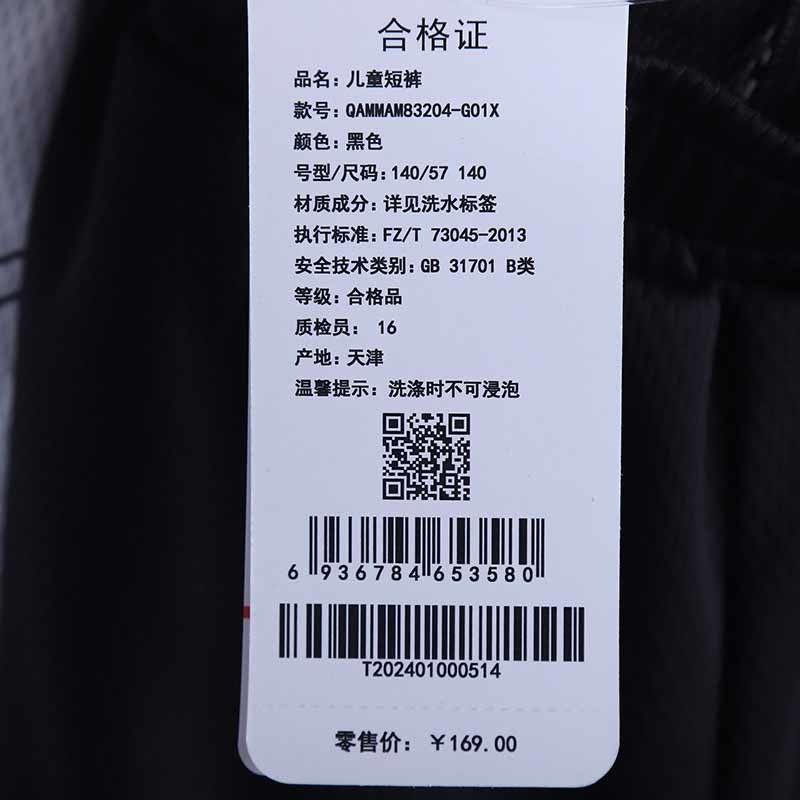 合格证
品名：儿童短裤
款号：QAMMAM83204-G01X
颜色：黑色
号型/尺码：140/57 140
材质成分：详见洗水标签
执行标准：FZ/T 73045-2013
安全技术类别：GB 31701 B类
等级：合格品
质检员： 16
产地：天津
温馨提示：洗涤时不可浸泡
6 936784 653580
T202401000514
零售价：￥169.00